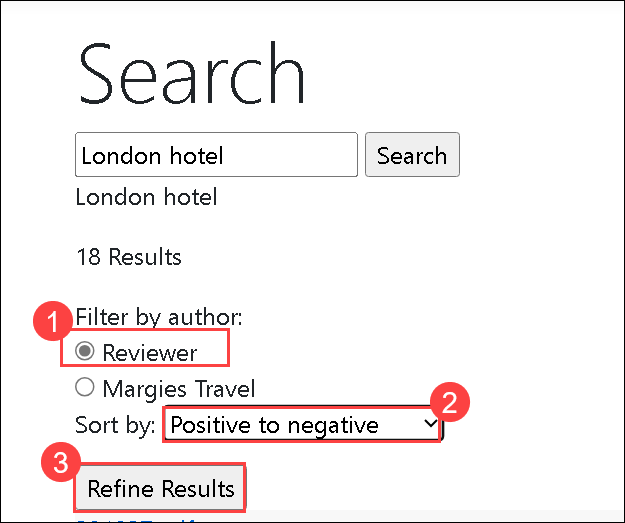 Search
London hotel Search
London hotel
18 Results
Filter by author:
1
Reviewer
Margies Travel
Sort by: Positive to negative 2
3
Refine Results